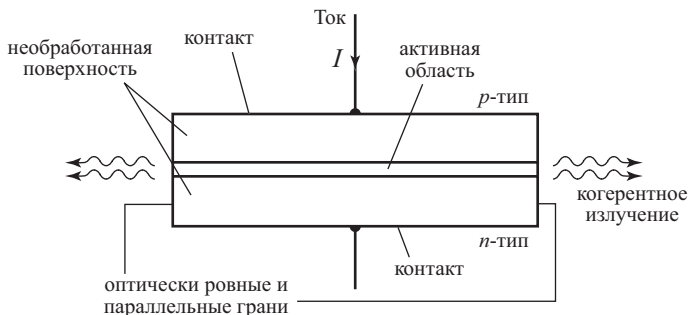 Ток
необработанная
поверхность
контакт
I
активная
область
p-тип
когерентное
излучение
n-тип
контакт
оптически ровные и
параллельные грани